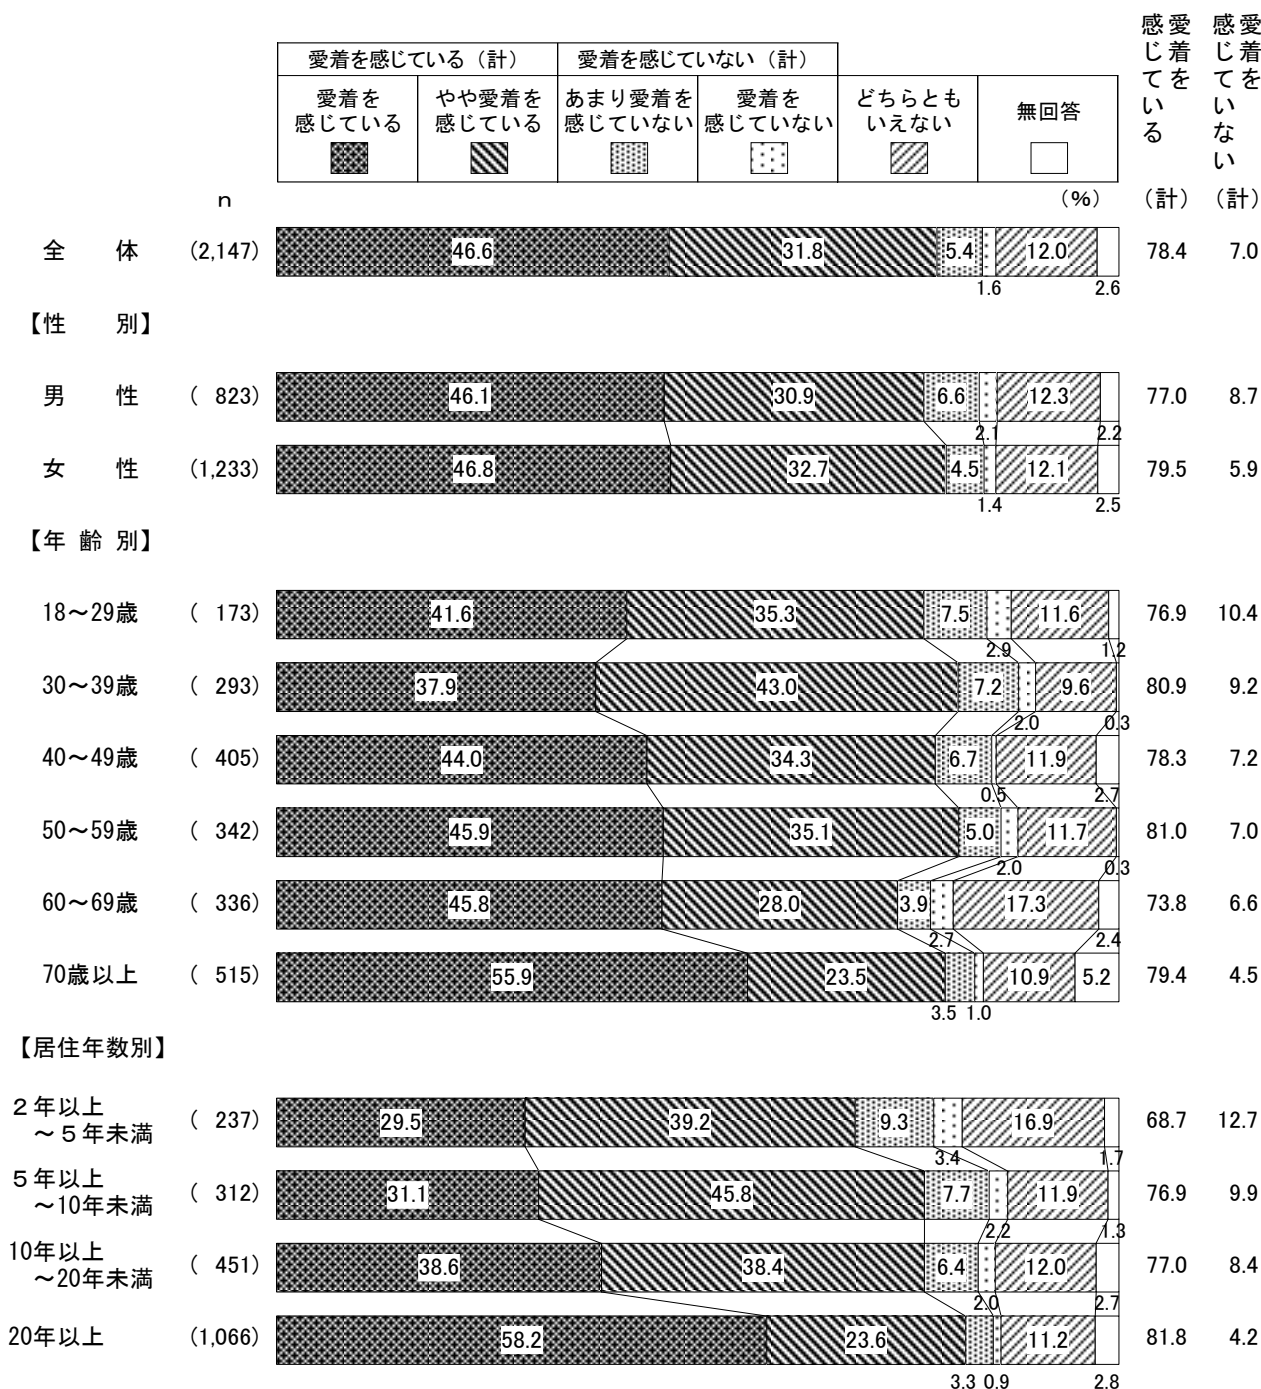 愛着を感じている（計） 愛着を感じていない（計）
愛着を感じている やや愛着を感じている あまり愛着を感じていない 愛着を感じていない どちらともいえない 無回答
愛着を感じている（計） 愛着を感じていない（計）
n （%）
全 体 (2,147) 46.6 31.8 5.4 12.0 78.4 7.0
1.6 2.6
【性 別】
男 性 ( 823) 46.1 30.9 6.6 12.3 77.0 8.7
2.1 2.2
女 性 (1,233) 46.8 32.7 4.5 12.1 79.5 5.9
1.4 2.5
【年 齢 別】
18～29歳 ( 173) 41.6 35.3 7.5 11.6 76.9 10.4
2.9 1.2
30～39歳 ( 293) 37.9 43.0 7.2 9.6 80.9 9.2
2.0 0.3
40～49歳 ( 405) 44.0 34.3 6.7 11.9 78.3 7.2
0.5 2.7
50～59歳 ( 342) 45.9 35.1 5.0 11.7 81.0 7.0
2.0 0.3
60～69歳 ( 336) 45.8 28.0 3.9 17.3 73.8 6.6
2.7 2.4
70歳以上 ( 515) 55.9 23.5 10.9 5.2 79.4 4.5
3.5 1.0
【居住年数別】
２年以上
～５年未満 ( 237) 29.5 39.2 9.3 16.9 68.7 12.7
3.4 1.7
５年以上
～10年未満 ( 312) 31.1 45.8 7.7 11.9 76.9 9.9
2.2 1.3
10年以上
～20年未満 ( 451) 38.6 38.4 6.4 12.0 77.0 8.4
2.0 2.7
20年以上 (1,066) 58.2 23.6 11.2 81.8 4.2
3.3 0.9 2.8